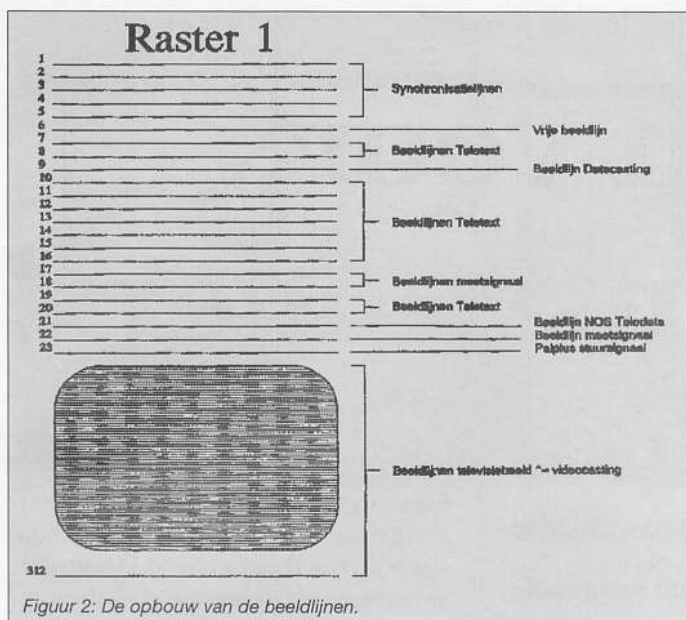 Raster 1
1
2
3
4
5
Synchronisatielijnen
6
Vrije beeldlijn
7
8
Beeldlijnen Teletext
9
Beeldlijn Datacasting
10
11
12
13
14
15
16
Beeldlijnen Teletext
17
18
Beeldlijnen meetsignaal
19
20
Beeldlijnen Teletext
21
Beeldlijn NOS Teledata
22
Beeldlijn meetsignaal
23
Palplus stuursignaal
Beeldlijnen televisiebeeld ^= videocasting
312
Figuur 2: De opbouw van de beeldlijnen.